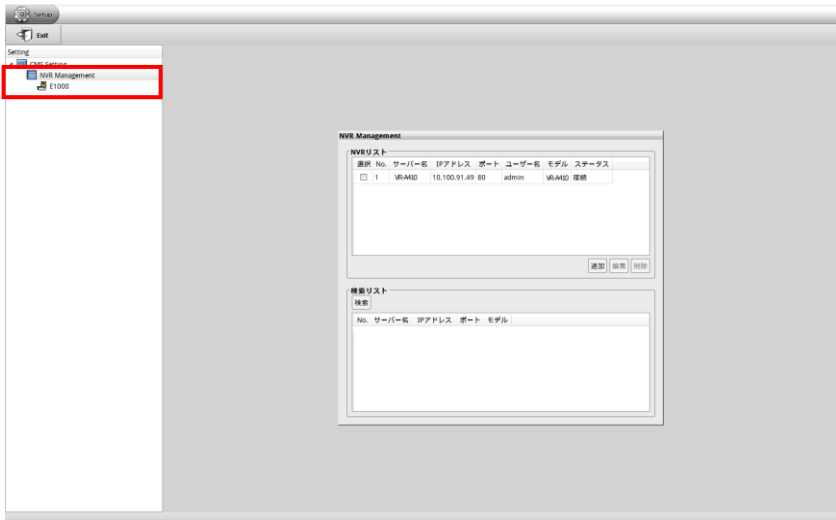 Setup
Exit
Setting
CMS Setting
NVR Management
E1000
NVR Management
NVRリスト
選択 No. サーバー名 IPアドレス ポート ユーザー名 モデル ステータス
1 VR-A410 10.100.91.49 80 admin VR-A410 接続
追加 編集 削除
検索リスト
検索
No. サーバー名 IPアドレス ポート モデル